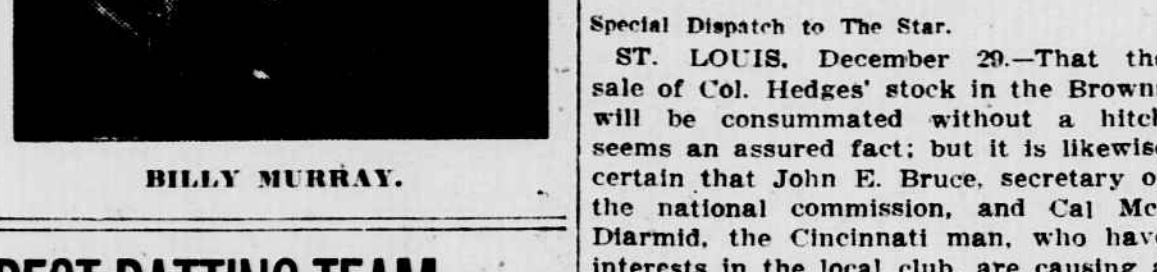 BILLY MURRAY.
BATTING TEAM
Special Dispatch to The Star.
ST. LOUIS, December 29.—That the
sale of Col. Hedges' stock in the Browns
will be consummated without a hitch
seems an assured fact; but it is likewise
certain that John E. Bruce, secretary of
the national commission, and Cal Mc-
Diarmid, the Cincinnati man, who have
interests in the local club, are causing a